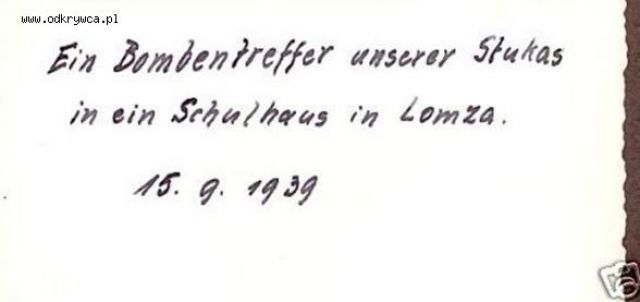 www.odkrywca.pl
Ein Bombentreffer unserer Stukas
in ein Schulhaus in Lomza.
15. 9. 1939